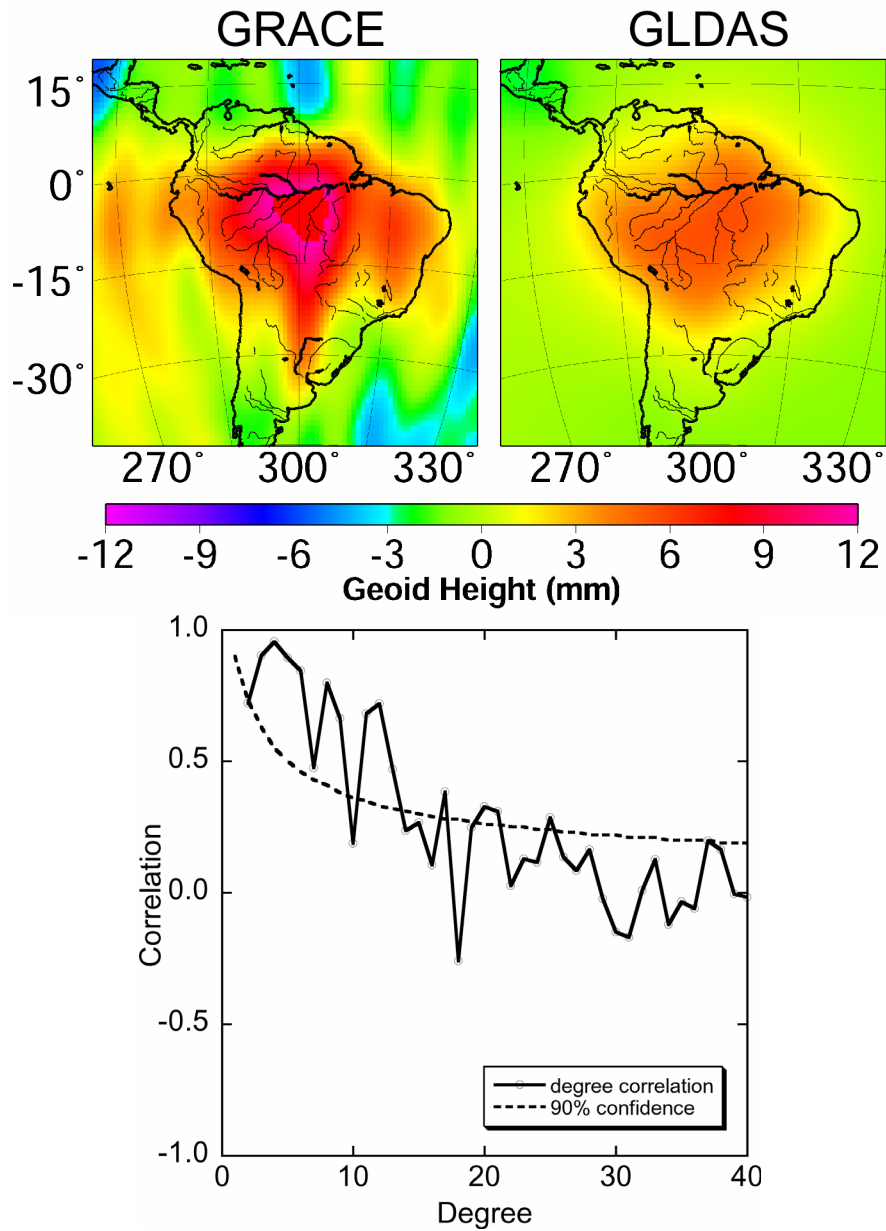 GRACE GLDAS
15°
0°
-15°
-30°
270° 300° 330° 270° 300° 330°
-12 -9 -6 -3 0 3 6 9 12
Geoid Height (mm)
1.0
0.5
0.0
-0.5
-1.0
Correlation
degree correlation
90% confidence
0 10 20 30 40
Degree